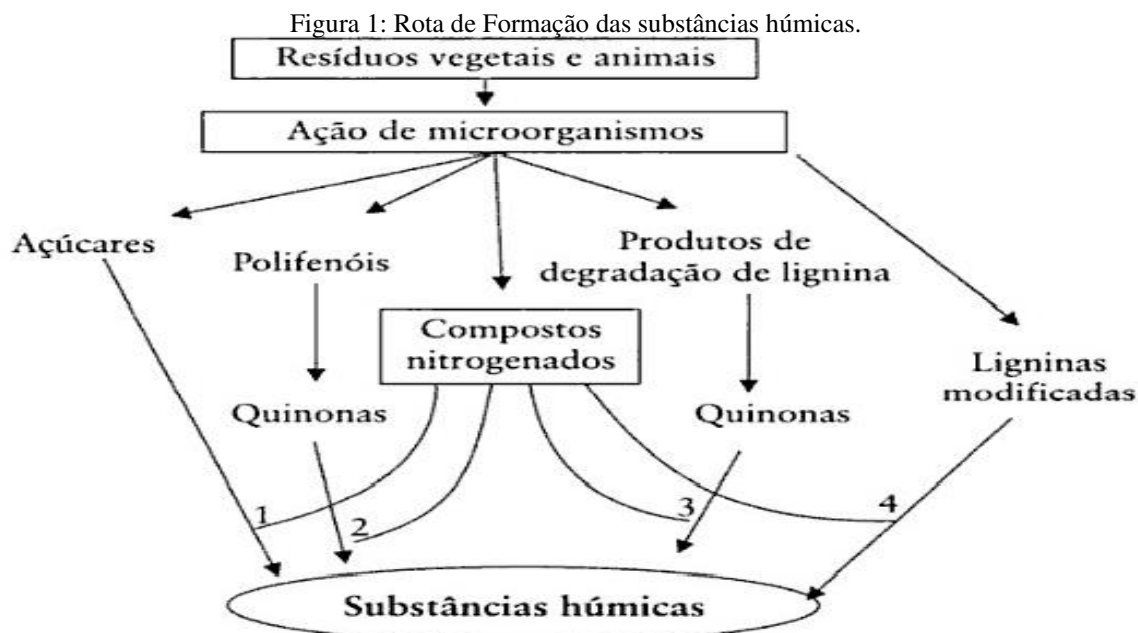 Figura 1: Rota de Formação das substâncias húmicas.
Resíduos vegetais e animais
Ação de microorganismos
Açúcares
Polifenóis
Produtos de
degradação de lignina
Compostos
nitrogenados
Ligninas
modificadas
Quinonas
Quinonas
1
2
3
4
Substâncias húmicas